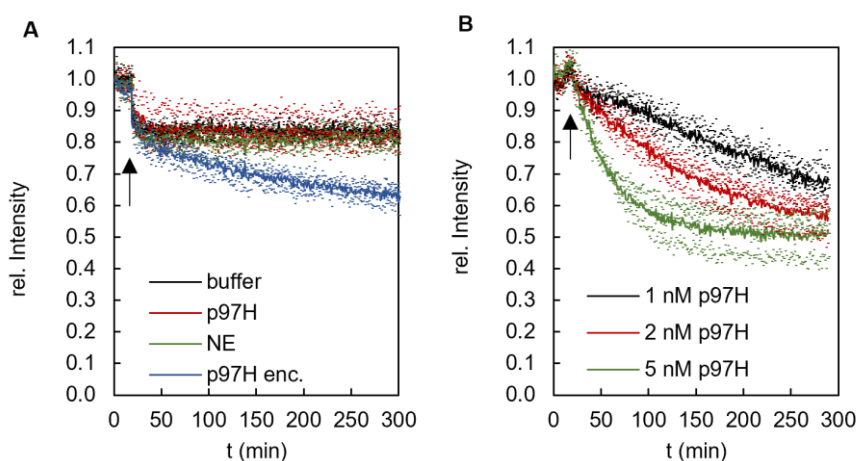 A
1.1
1.0
0.9
0.8
0.7
0.6
0.5
0.4
0.3
0.2
0.1
0.0
rel. Intensity
buffer
p97H
NE
p97H enc.
0 50 100 150 200 250 300
t (min)
B
1.1
1.0
0.9
0.8
0.7
0.6
0.5
0.4
0.3
0.2
0.1
0.0
rel. Intensity
1 nM p97H
2 nM p97H
5 nM p97H
0 50 100 150 200 250 300
t (min)